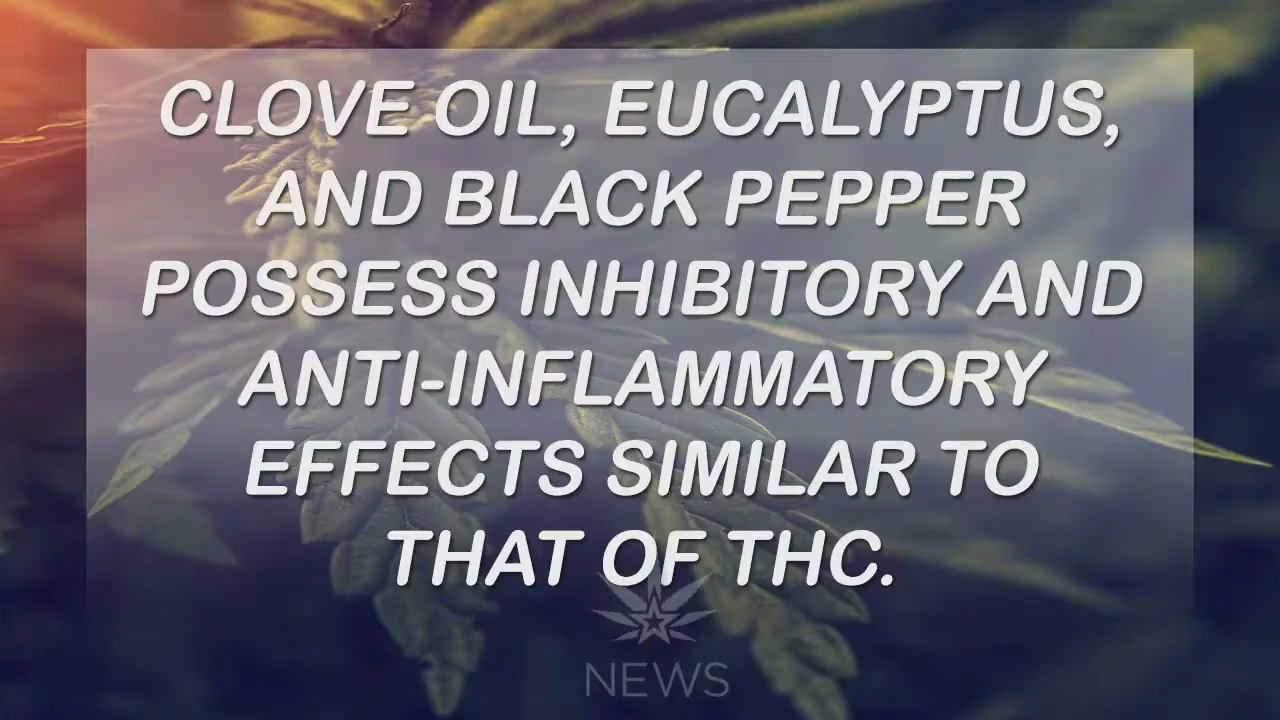 CLOVE OIL, EUCALYPTUS,
AND BLACK PEPPER
POSSESS INHIBITORY AND
ANTI-INFLAMMATORY
EFFECTS SIMILAR TO
THAT OF THC.
NEWS